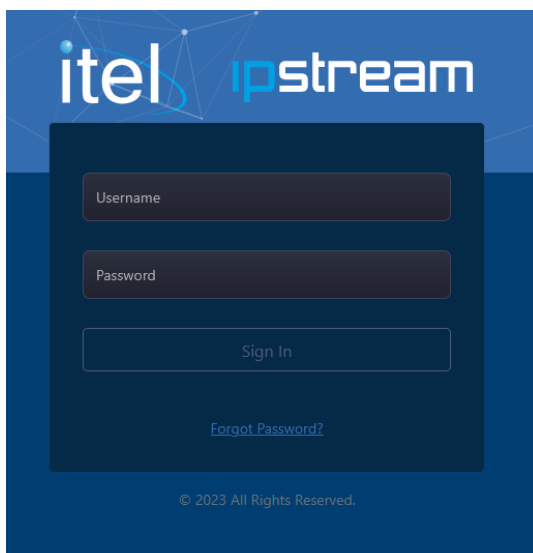 itel ipstream
Username
Password
Sign In
Forgot Password?
© 2023 All Rights Reserved.